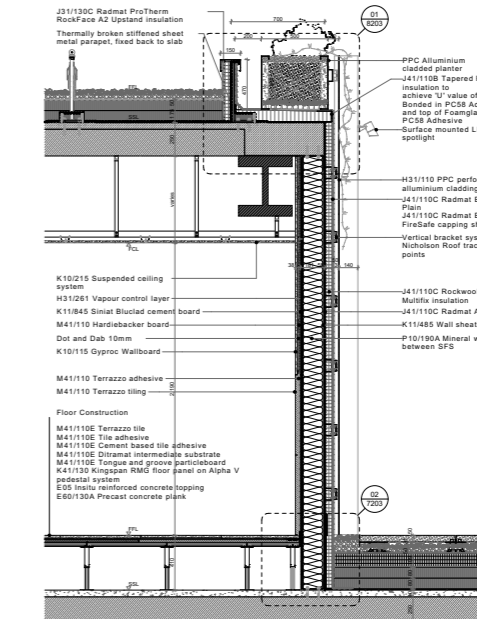 J31/130C Radmat ProTherm
RockFace A2 Upstand insulation
Thermally broken stiffened sheet
metal parapet, fixed back to slab
700
150
470
01
8203
PPC Alluminium
cladded planter
J41/110B Tapered
insulation to
achieve 'U' value of
Bonded in PC58
and top of
PC58 Adhesive
Surface mounted
spotlight
FFL
SSL
250
varies
FCL
H31/110 PPC
alluminium cladding
J41/110C Radmat
Plain
J41/110C Radmat
FireSafe capping
Vertical bracket
Nicholson Roof
points
140
K10/215 Suspended ceiling
system
H31/261 Vapour control layer
K11/845 Siniat Bluclad cement board
M41/110 Hardiebacker board
Dot and Dab 10mm
K10/115 Gyproc Wallboard
J41/110C
Multifix insulation
J41/110C Radmat
K11/485 Wall
P10/190A Mineral
between SFS
M41/110 Terrazzo adhesive
M41/110 Terrazzo tiling
Floor Construction
M41/110E Terrazzo tile
M41/110E Tile adhesive
M41/110E Cement based tile adhesive
M41/110E Ditramat intermediate substrate
M41/110E Tongue and groove particleboard
K41/130 Kingspan RMG floor panel on Alpha V
pedestal system
E05 Insitu reinforced concrete topping
E60/130A Precast concrete plank
02
7203
FFL
SSL